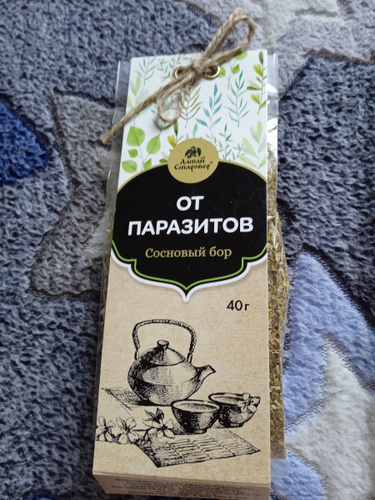 Алтай
Старовер
ОТ
ПАРАЗИТОВ
Сосновый бор
40 г